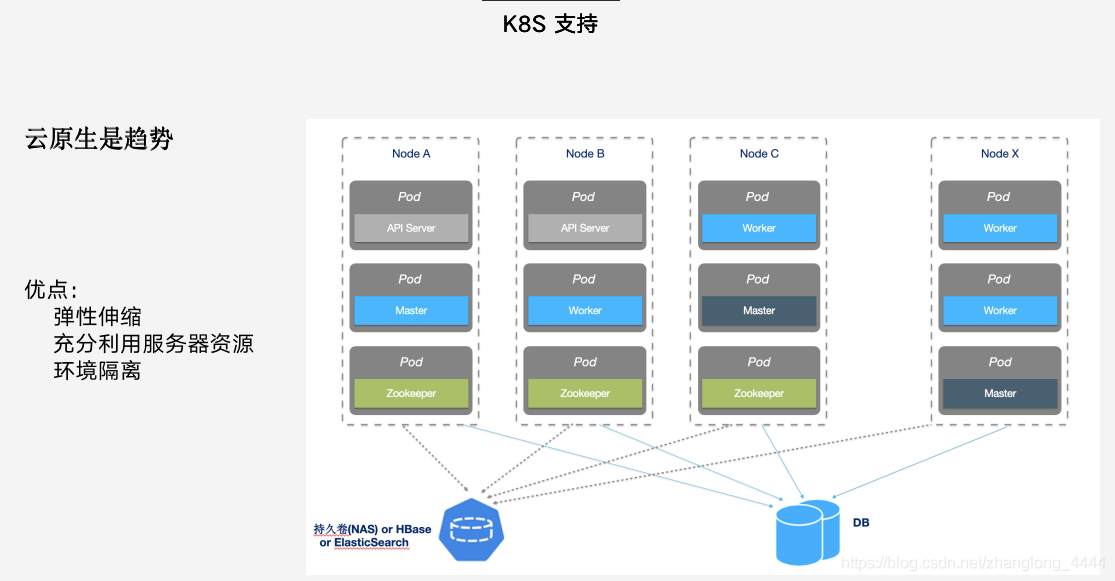 K8S 支持
云原生是趋势
优点：
弹性伸缩
充分利用服务器资源
环境隔离
Node A
Pod
API Server
Pod
Master
Pod
Zookeeper
Node B
Pod
API Server
Pod
Worker
Pod
Zookeeper
Node C
Pod
Worker
Pod
Master
Pod
Zookeeper
Node X
Pod
Worker
Pod
Worker
Pod
Master
持久卷(NAS) or HBase
or ElasticSearch
DB
https://blog.csdn.net/zhanglong_4444